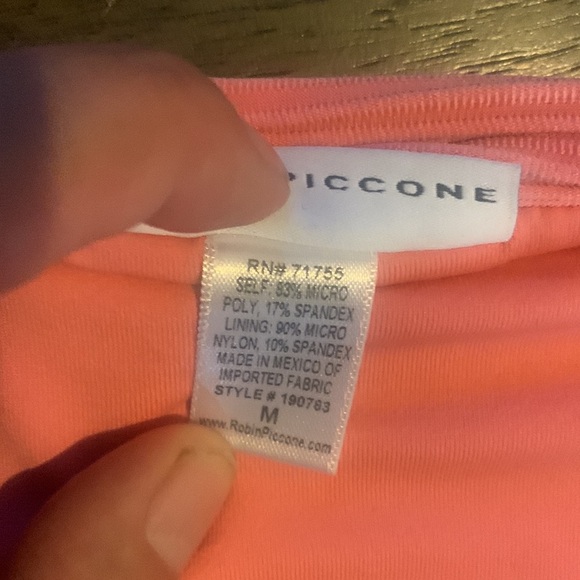 PICCONE
RN# 71755
SELF: 83% MICRO
POLY, 17% SPANDEX
LINING: 90% MICRO
NYLON, 10% SPANDEX
MADE IN MEXICO OF
IMPORTED FABRIC
STYLE # 190763
M
www.RobinPiccone.com